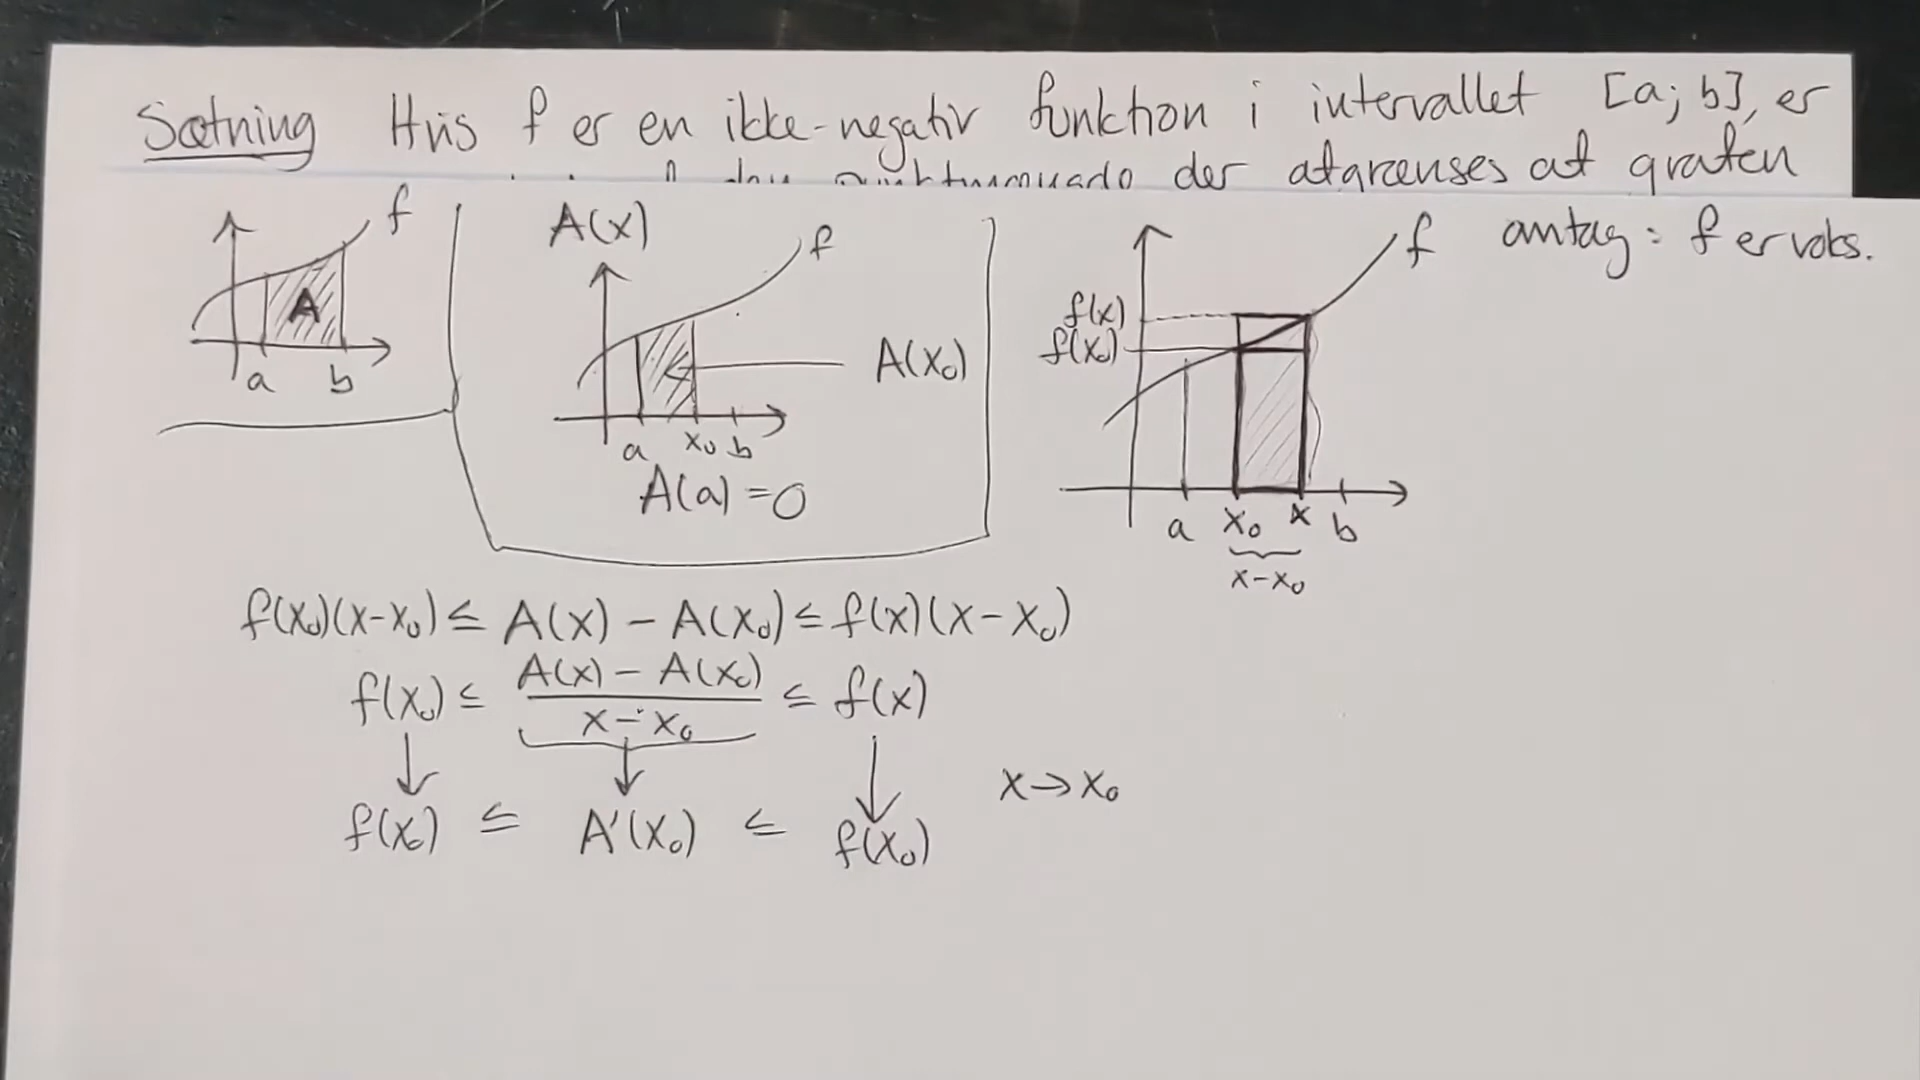 Sætning Hvis f er en ikke-negativ funktion i intervallet [a; b], er
der afgrænses af grafen
f
A
a b
A(x)
f
A(x₀)
a x₀ b
A(a) = 0
f antag: f er voks.
f(x)
f(x₀)
a x₀ x b
x-x₀
f(x₀)(x-x₀) ≤ A(x) - A(x₀) ≤ f(x)(x-x₀)
f(x₀) ≤ \frac{A(x) - A(x₀)}{x - x₀} ≤ f(x)
↓ ↓ ↓ x → x₀
f(x₀) ≤ A'(x₀) ≤ f(x₀)